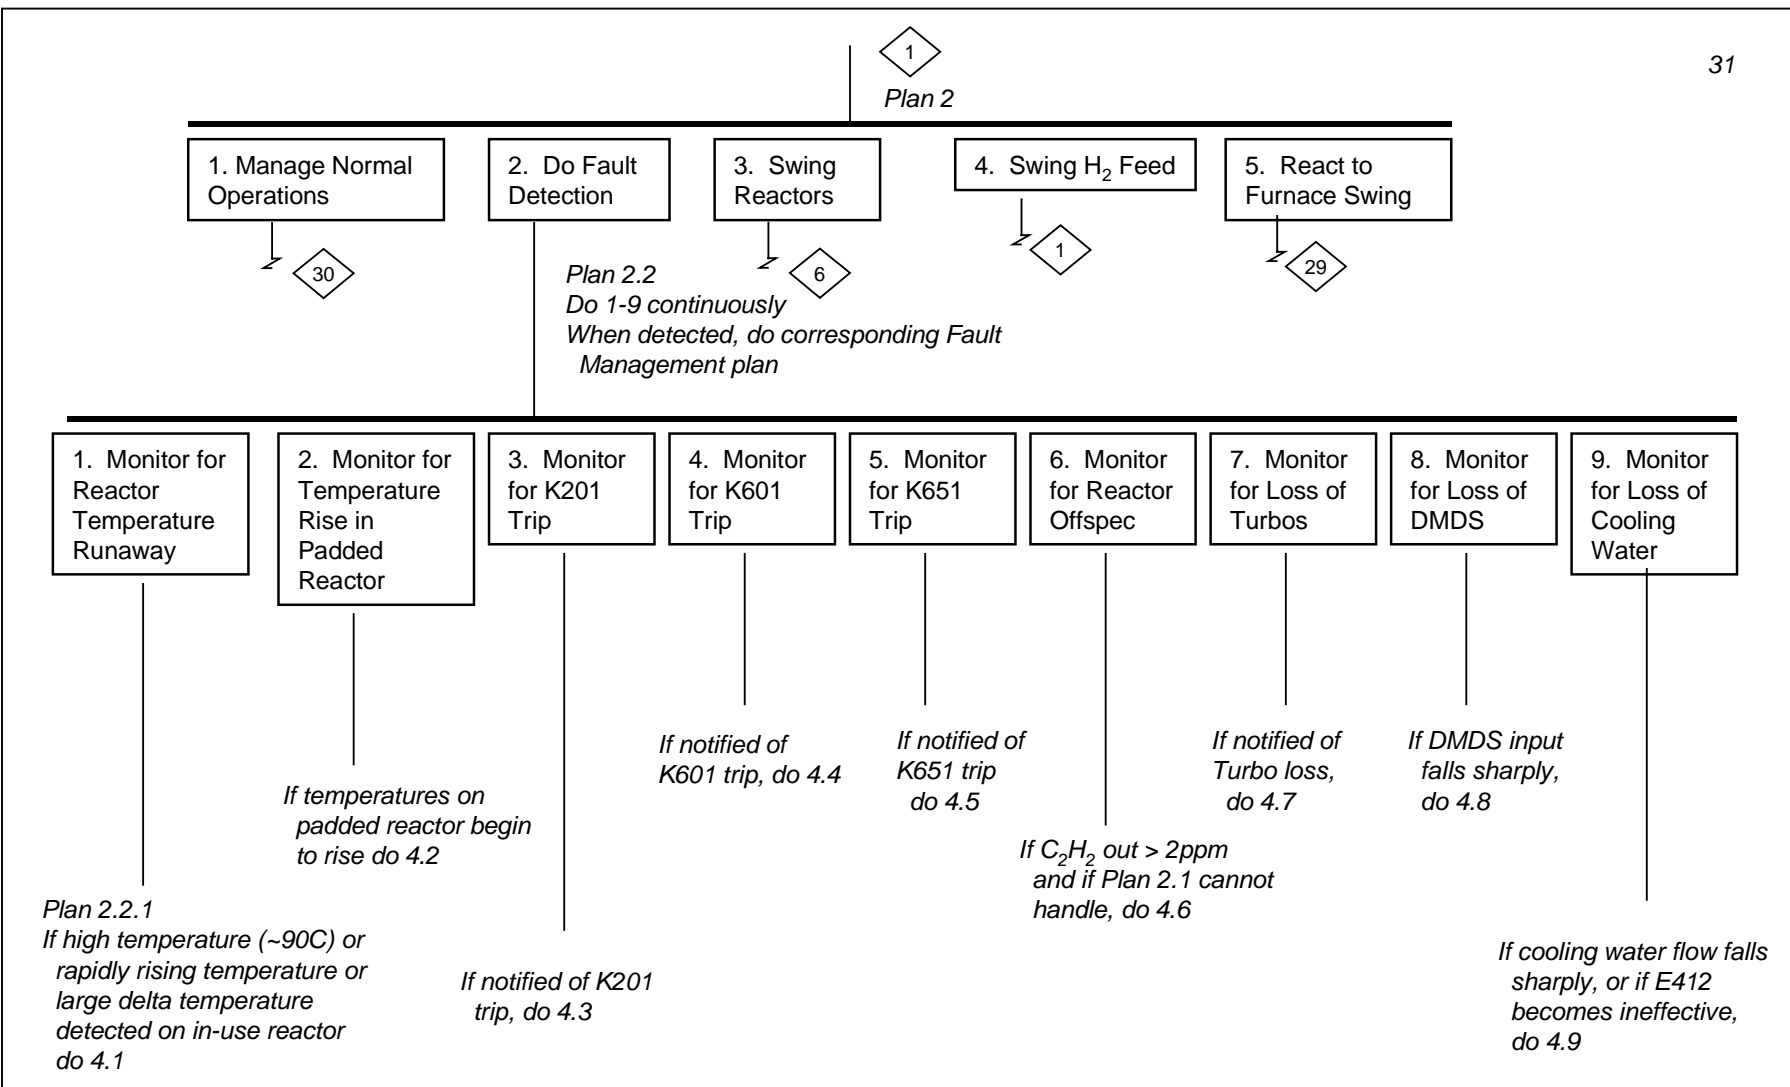 1
31
Plan 2
1. Manage Normal
Operations
2. Do Fault
Detection
3. Swing
Reactors
4. Swing H2 Feed
5. React to
Furnace Swing
30
6
1
29
Plan 2.2
Do 1-9 continuously
When detected, do corresponding Fault
Management plan
1. Monitor for
Reactor
Temperature
Runaway
2. Monitor for
Temperature
Rise in
Padded
Reactor
3. Monitor
for K201
Trip
4. Monitor
for K601
Trip
5. Monitor
for K651
Trip
6. Monitor
for Reactor
Offspec
7. Monitor
for Loss of
Turbos
8. Monitor
for Loss of
DMDS
9. Monitor
for Loss of
Cooling
Water
Plan 2.2.1
If high temperature (~90C) or
rapidly rising temperature or
large delta temperature
detected on in-use reactor
do 4.1
If temperatures on
padded reactor begin
to rise do 4.2
If notified of K201
trip, do 4.3
If notified of
K601 trip, do 4.4
If notified of
K651 trip
do 4.5
If C2H2 out > 2ppm
and if Plan 2.1 cannot
handle, do 4.6
If notified of
Turbo loss,
do 4.7
If DMDS input
falls sharply,
do 4.8
If cooling water flow falls
sharply, or if E412
becomes ineffective,
do 4.9